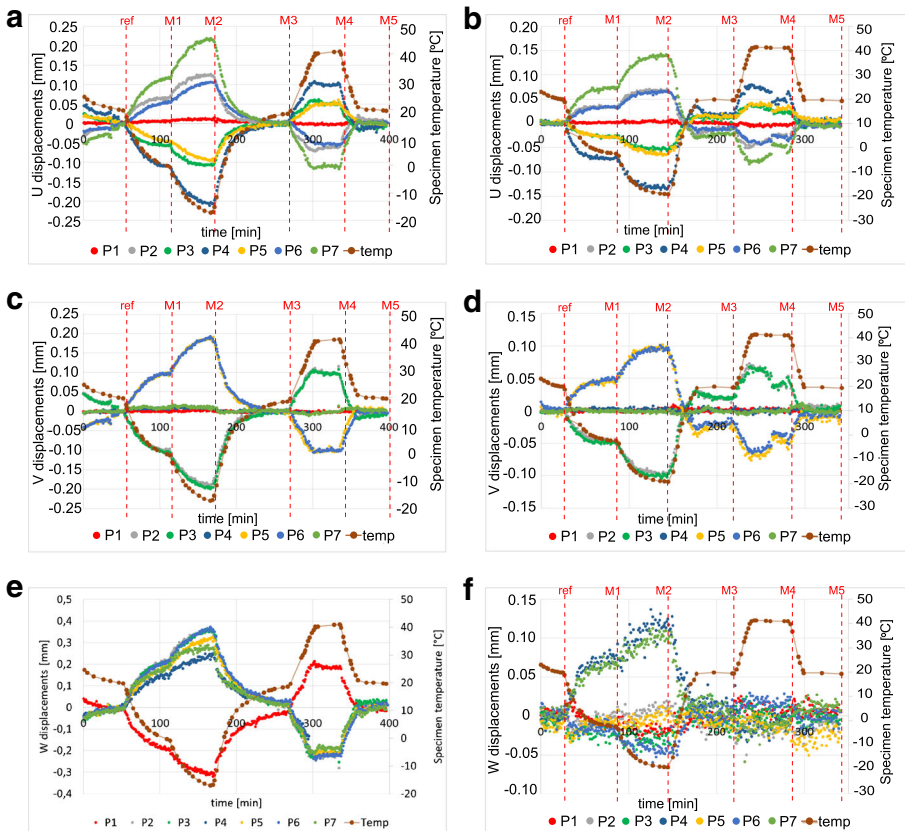 a
ref M1 M2 M3 M4 M5
0.25
0.20
0.15
0.10
0.05
0
-0.05
-0.10
-0.15
-0.20
-0.25
U displacements [mm]
0 100 200 300 400
time [min]
50
40
30
20
10
0
-10
-20
Specimen temperature [ºC]
P1 P2 P3 P4 P5 P6 P7 temp
b
ref M1 M2 M3 M4 M5
0.20
0.15
0.10
0.05
0
-0.05
-0.10
-0.15
-0.20
U displacements [mm]
0 100 200 300
time [min]
50
40
30
20
10
0
-10
-20
-30
Specimen temperature [ºC]
P1 P2 P3 P4 P5 P6 P7 temp
c
ref M1 M2 M3 M4 M5
0.25
0.20
0.15
0.10
0.05
0
-0.05
-0.10
-0.15
-0.20
-0.25
V displacements [mm]
0 100 200 300 400
time [min]
50
40
30
20
10
0
-10
-20
Specimen temperature [ºC]
P1 P2 P3 P4 P5 P6 P7 temp
d
ref M1 M2 M3 M4 M5
0.15
0.10
0.05
0
-0.05
-0.10
-0.15
V displacements [mm]
0 100 200 300
time [min]
50
40
30
20
10
0
-10
-20
-30
Specimen temperature [ºC]
P1 P2 P3 P4 P5 P6 P7 temp
e
0,5
0,4
0,3
0,2
0,1
0
-0,1
-0,2
-0,3
-0,4
W displacements [mm]
0 100 200 300 400
time [min]
50
40
30
20
10
0
-10
-20
Specimen temperature [°C]
P1 P2 P3 P4 P5 P6 P7 Temp
f
ref M1 M2 M3 M4 M5
0.15
0.10
0.05
0
-0.05
-0.10
W displacements [mm]
0 100 200 300
time [min]
50
40
30
20
10
0
-10
-20
-30
Specimen temperature [ºC]
P1 P2 P3 P4 P5 P6 P7 temp